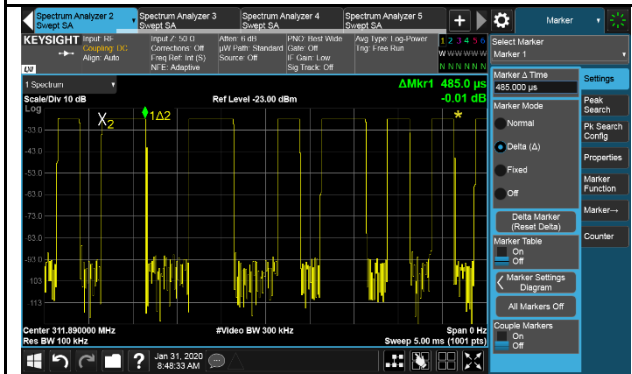 Spectrum Analyzer 2
Swept SA
Spectrum Analyzer 3
Swept SA
Spectrum Analyzer 4
Swept SA
Spectrum Analyzer 5
Swept SA
Marker
KEYSIGHT
Input: RF
Coupling: DC
Align: Auto
Input Z: 50 Ω
Corrections: Off
Freq Ref: Int (S)
NFE: Adaptive
Atten: 6 dB
µW Path: Standard
Source: Off
PNO: Best Wide
Gate: Off
IF Gain: Low
Sig Track: Off
Avg Type: Log-Power
Trig: Free Run
1 2 3 4 5 6
W W W W W W
N N N N N N
LNI
1 Spectrum
ΔMkr1 485.0 µs
-0.01 dB
Scale/Div 10 dB
Ref Level -23.00 dBm
Log
X2
1Δ2
-33.0
-43.0
-53.0
-63.0
-73.0
-83.0
-93.0
-103
-113
Center 311.890000 MHz
Res BW 100 kHz
#Video BW 300 kHz
Span 0 Hz
Sweep 5.00 ms (1001 pts)
Jan 31, 2020
8:48:33 AM
Select Marker
Marker 1
Marker Δ Time
485.000 µs
Marker Mode
Normal
Delta (Δ)
Fixed
Off
Delta Marker
(Reset Delta)
Marker Table
On
Off
Marker Settings
Diagram
All Markers Off
Couple Markers
On
Off
Settings
Peak
Search
Pk Search
Config
Properties
Marker
Function
Marker→
Counter